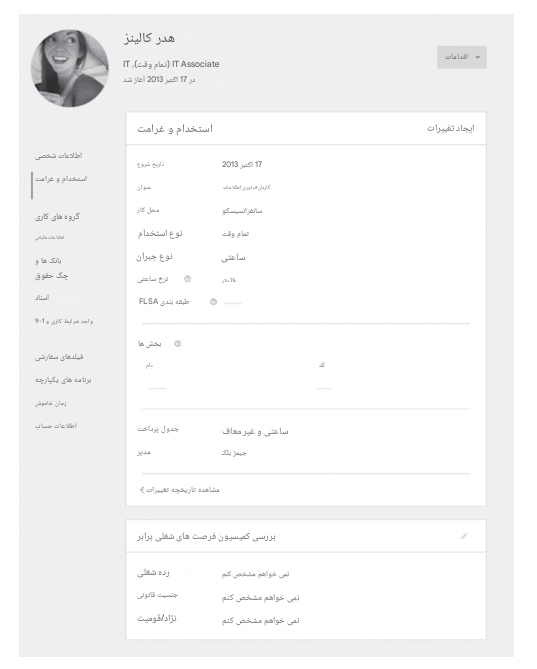 هدر کالینز
IT Associate (تمام وقت)، IT
در 17 اکتبر 2013 آغاز شد
اقدامات
اطلاعات شخصی
استخدام و غرامت
گروه های کاری
اطلاعات مالیاتی
بانک ها و
چک حقوق
اسناد
واجد شرایط کاری و 9-I
فیلدهای سفارشی
برنامه های یکپارچه
زمان خاموش
اطلاعات حساب
استخدام و غرامت
ایجاد تغییرات
تاریخ شروع
17 اکتبر 2013
عنوان
کاردان فناوری اطلاعات
محل کار
سانفرانسیسکو
نوع استخدام
تمام وقت
نوع جبران
ساعتی
نرخ ساعتی
16 دلار
طبقه بندی FLSA
بخش ها
نام
کد
جدول پرداخت
ساعتی و غیر معاف
مدیر
جیمز بلک
مشاهده تاریخچه تغییرات
بررسی کمیسیون فرصت های شغلی برابر
رده شغلی
نمی خواهم مشخص کنم
جنسیت قانونی
نمی خواهم مشخص کنم
نژاد/قومیت
نمی خواهم مشخص کنم